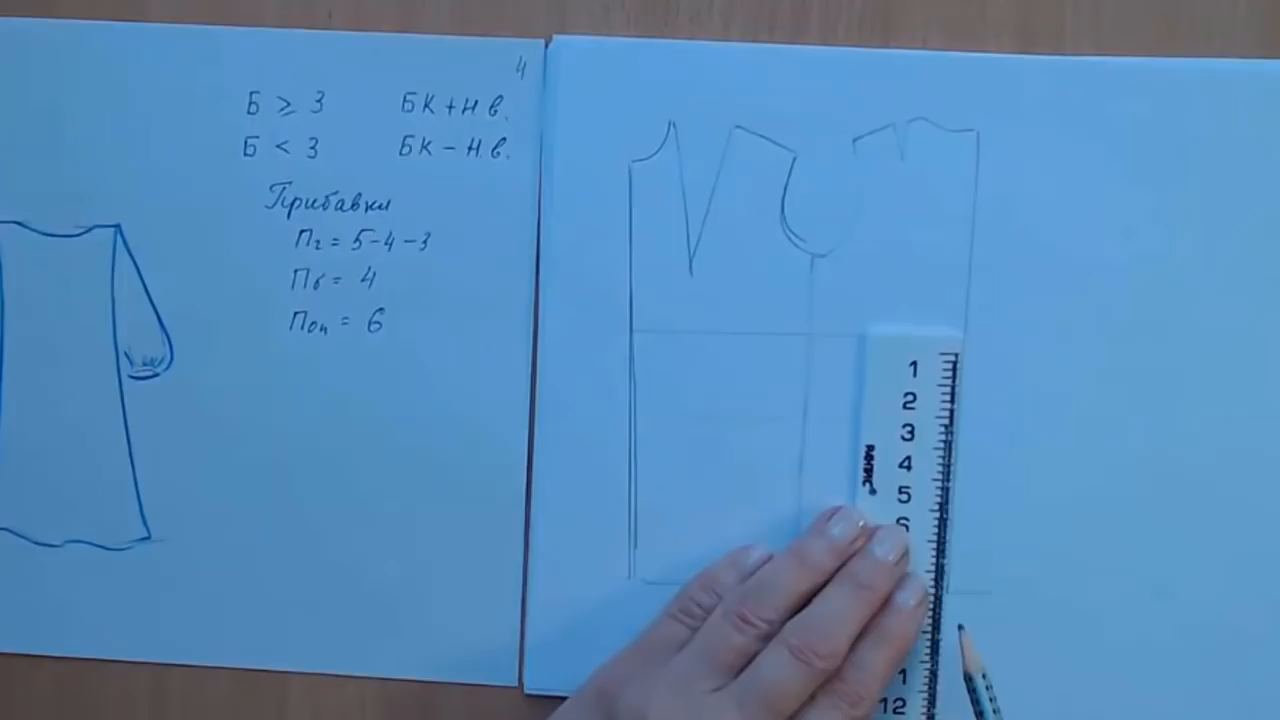 4
Б ≥ 3 БК + Н в.
Б < 3 БК – Н.в.
Прибавки
Пг = 5-4-3
Пб = 4
Поп = 6
1
2
3
4
5
6
1
12